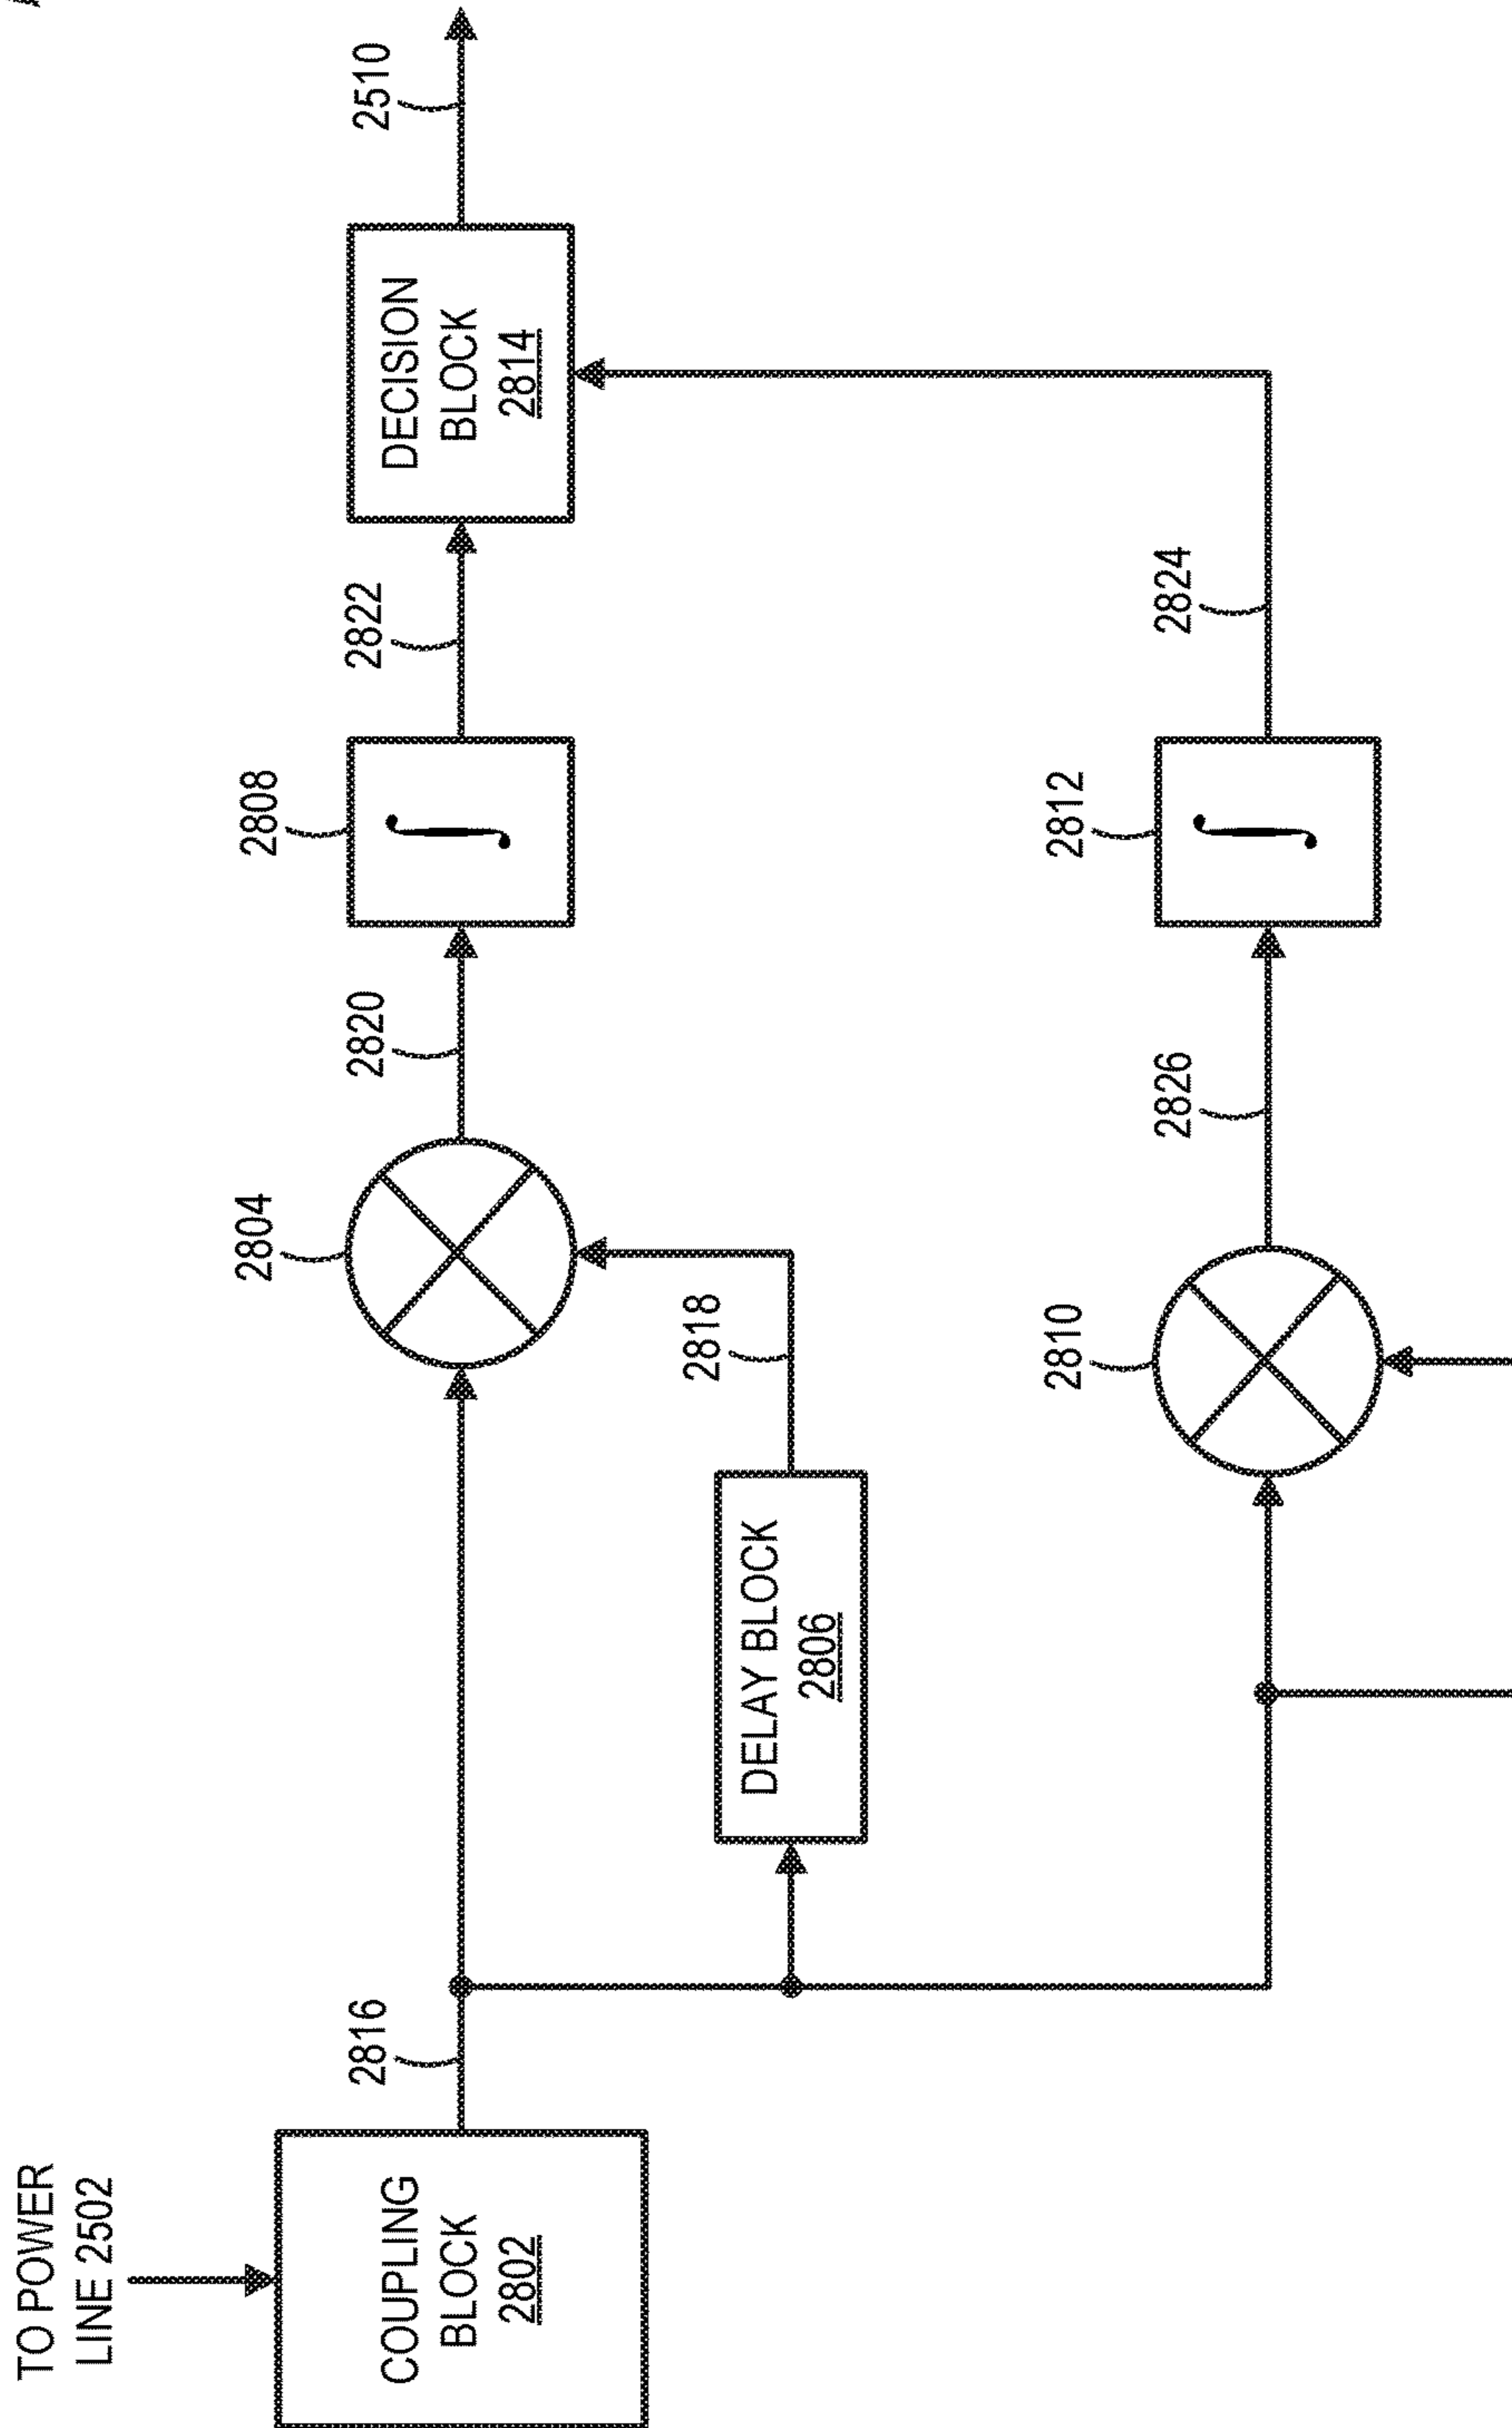 TO POWER
LINE 2502
COUPLING
BLOCK
2802
2816
2804
2820
2808
∫
2822
DECISION
BLOCK
2814
2510
DELAY BLOCK
2806
2818
2810
2826
2812
∫
2824